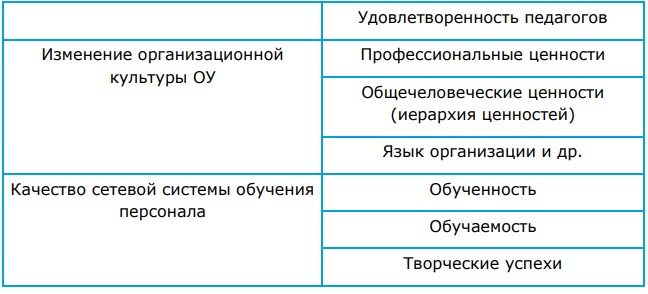 Удовлетворенность педагогов
Изменение организационной
культуры ОУ
Профессиональные ценности
Общечеловеческие ценности
(иерархия ценностей)
Язык организации и др.
Качество сетевой системы обучения
персонала
Обученность
Обучаемость
Творческие успехи